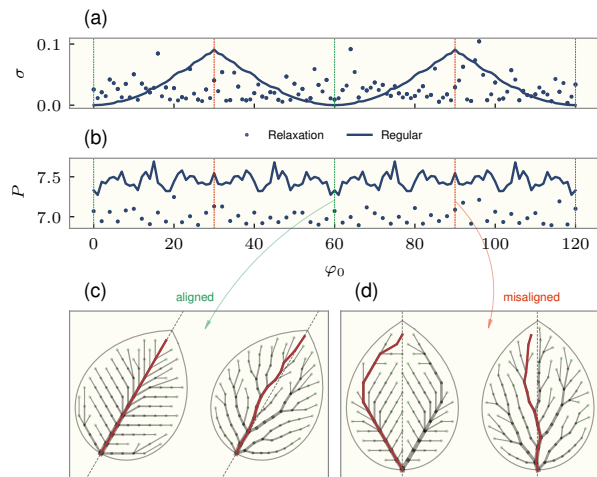 (a)
0.1
0.0
σ
(b)
Relaxation
Regular
7.5
7.0
P
0 20 40 60 80 100 120
φ₀
(c) aligned
(d) misaligned